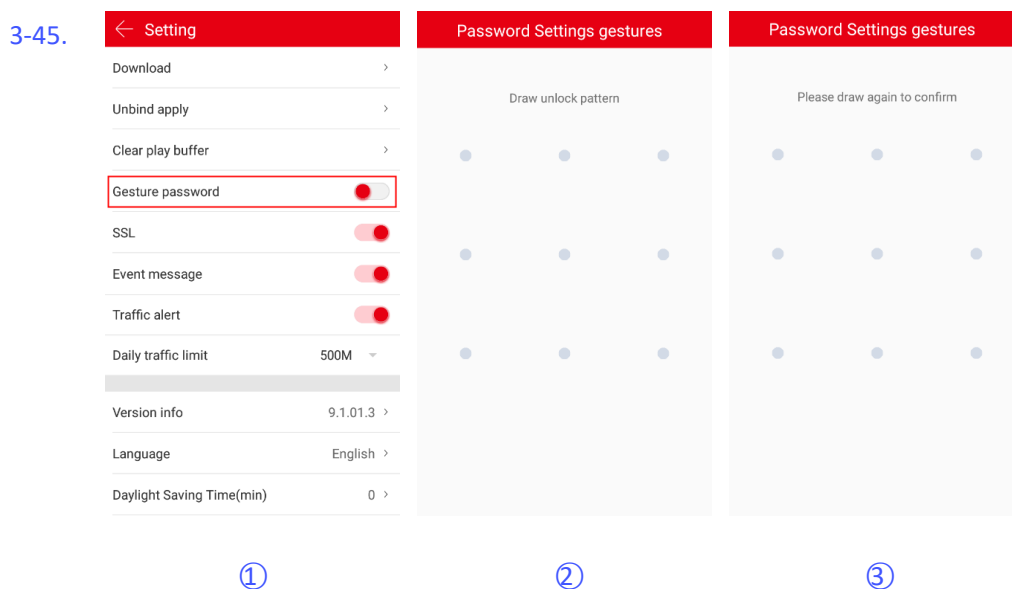 3-45.
Setting
Download
Unbind apply
Clear play buffer
Gesture password
SSL
Event message
Traffic alert
Daily traffic limit 500M
Version info 9.1.01.3
Language English
Daylight Saving Time(min) 0
①
Password Settings gestures
Draw unlock pattern
②
Password Settings gestures
Please draw again to confirm
③